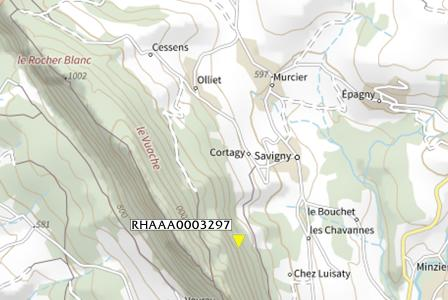 Cessens
le Rocher Blanc
1002
Olliet
597
Murcier
Épagny
le Vuache
Cortagy
Savigny
800
RHAAA0003297
le Bouchet
581
les Chavannes
Minzie
Chez Luisaty